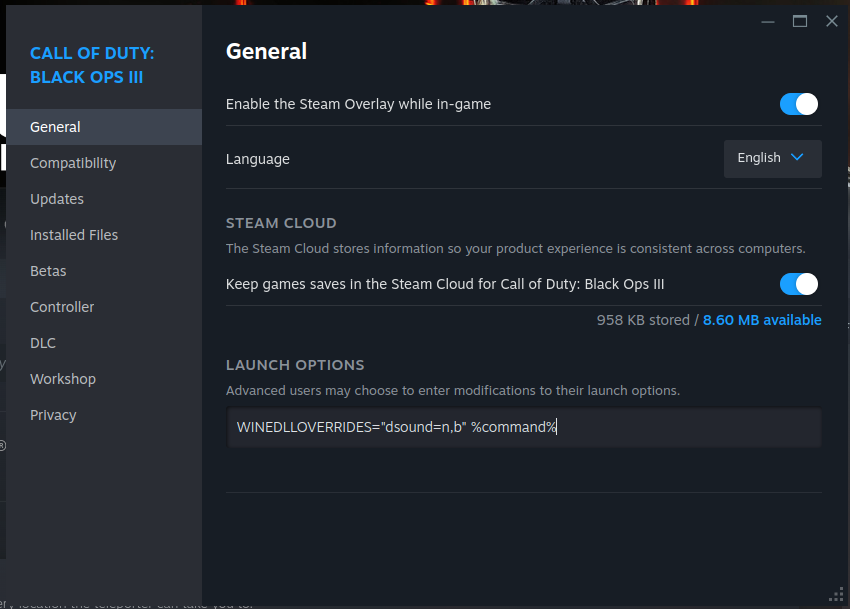 CALL OF DUTY:
BLACK OPS III
General
Compatibility
Updates
Installed Files
Betas
Controller
DLC
Workshop
Privacy
General
Enable the Steam Overlay while in-game
Language
English
STEAM CLOUD
The Steam Cloud stores information so your product experience is consistent across computers.
Keep games saves in the Steam Cloud for Call of Duty: Black Ops III
958 KB stored / 8.60 MB available
LAUNCH OPTIONS
Advanced users may choose to enter modifications to their launch options.
WINEDLLOVERRIDES="dsound=n,b" %command%